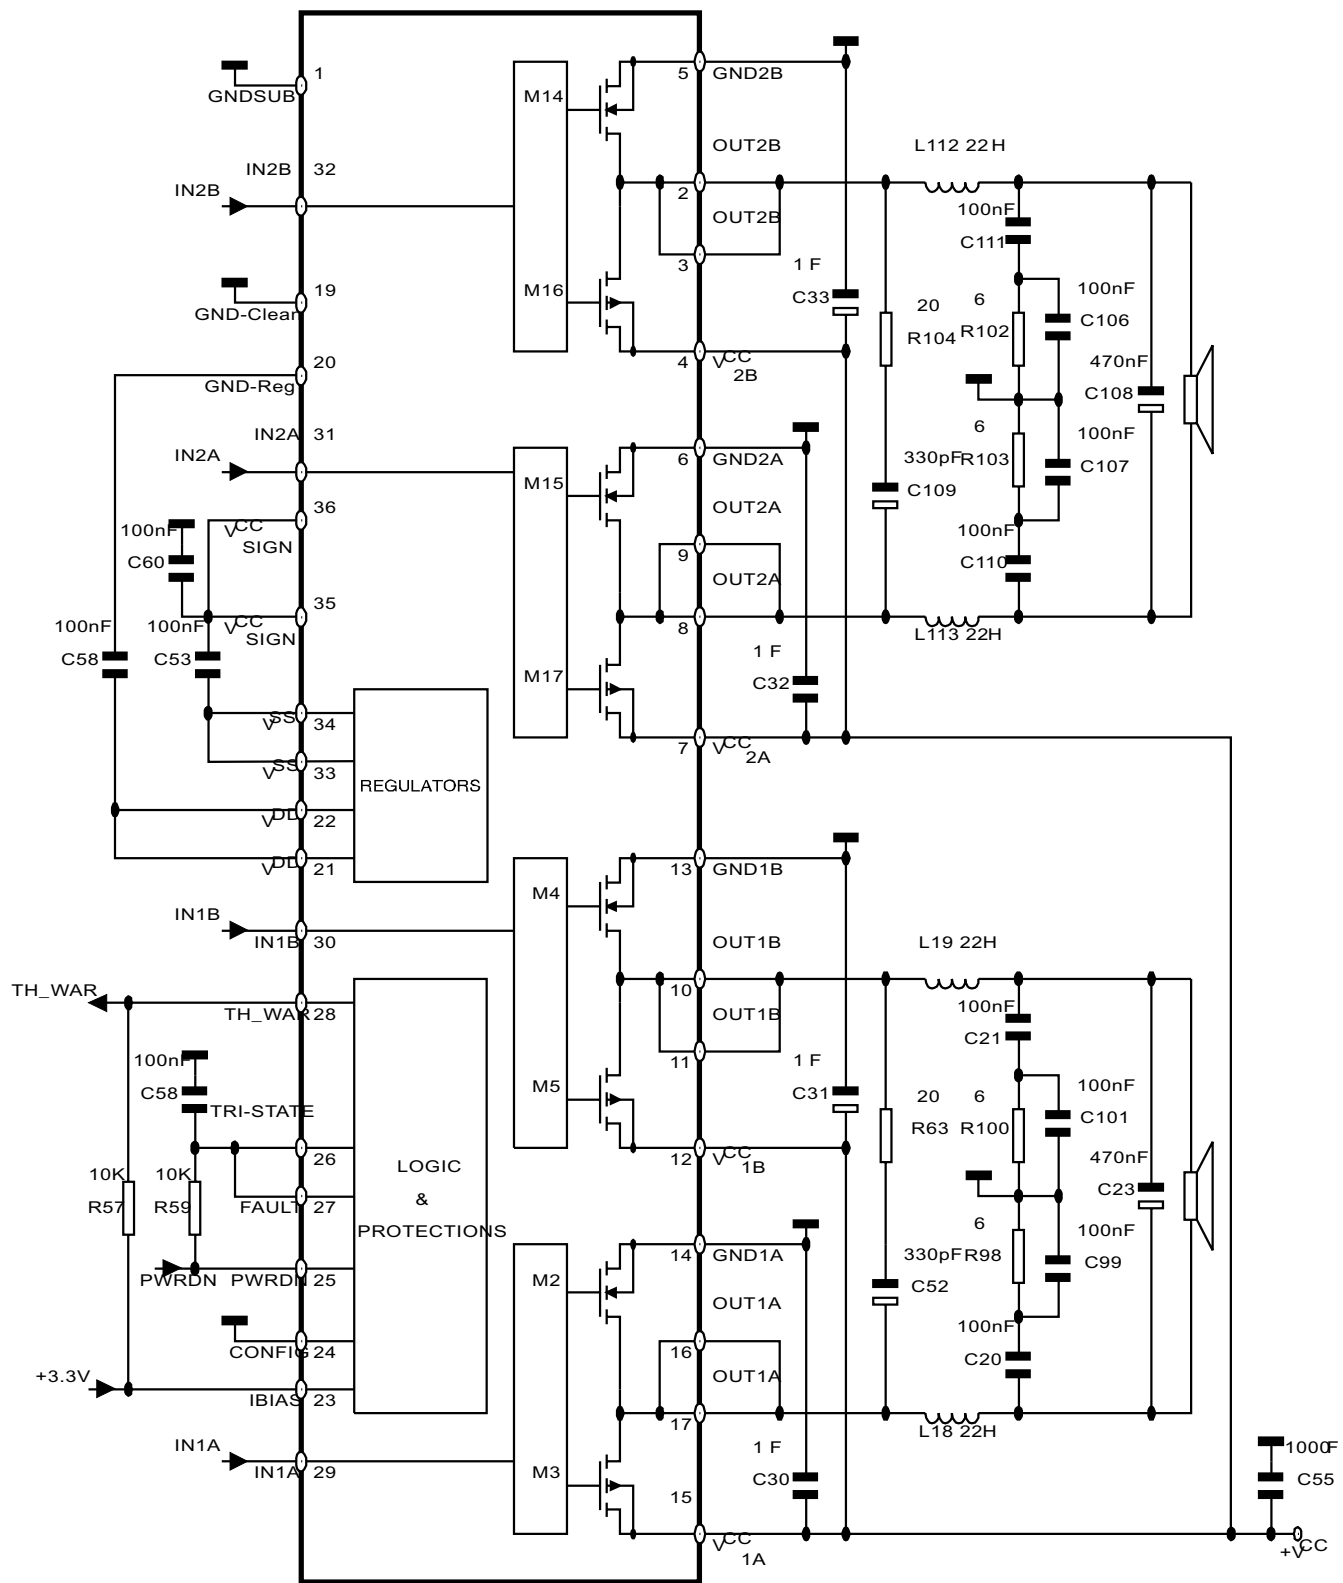 1
GNDSUB
M14
5
GND2B
OUT2B
L112 22H
IN2B 32
IN2B
2
OUT2B
100nF
C111
3
1 F
C33
19
GND-Clean
M16
20
R104
6
R102
100nF
C106
20
GND-Reg
4
VCC
2B
470nF
C108
IN2A 31
IN2A
6
GND2A
6
100nF
C107
M15
330pF
R103
C109
36
VCC
SIGN
100nF
C60
OUT2A
9
OUT2A
100nF
C110
35
VCC
SIGN
100nF
C58
100nF
C53
8
L113 22H
1 F
C32
M17
VSS
34
7
VCC
2A
VSS
33
REGULATORS
VDD
22
VDD
21
13
GND1B
M4
IN1B
IN1B 30
OUT1B
L19 22H
TH_WAR
TH_WAR
28
10
OUT1B
100nF
C21
11
100nF
C58
TRI-STATE
M5
1 F
C31
20
R63
6
R100
100nF
C101
26
LOGIC
&
PROTECTIONS
12
VCC
1B
470nF
C23
10K
R57
10K
R59
FAULT
27
14
GND1A
6
100nF
C99
PWRDN
PWRDN
25
M2
330pF
R98
C52
OUT1A
CONFIG
24
16
OUT1A
100nF
C20
+3.3V
IBIAS
23
17
L18 22H
IN1A
IN1A
29
M3
1 F
C30
1000F
C55
15
VCC
1A
+VCC